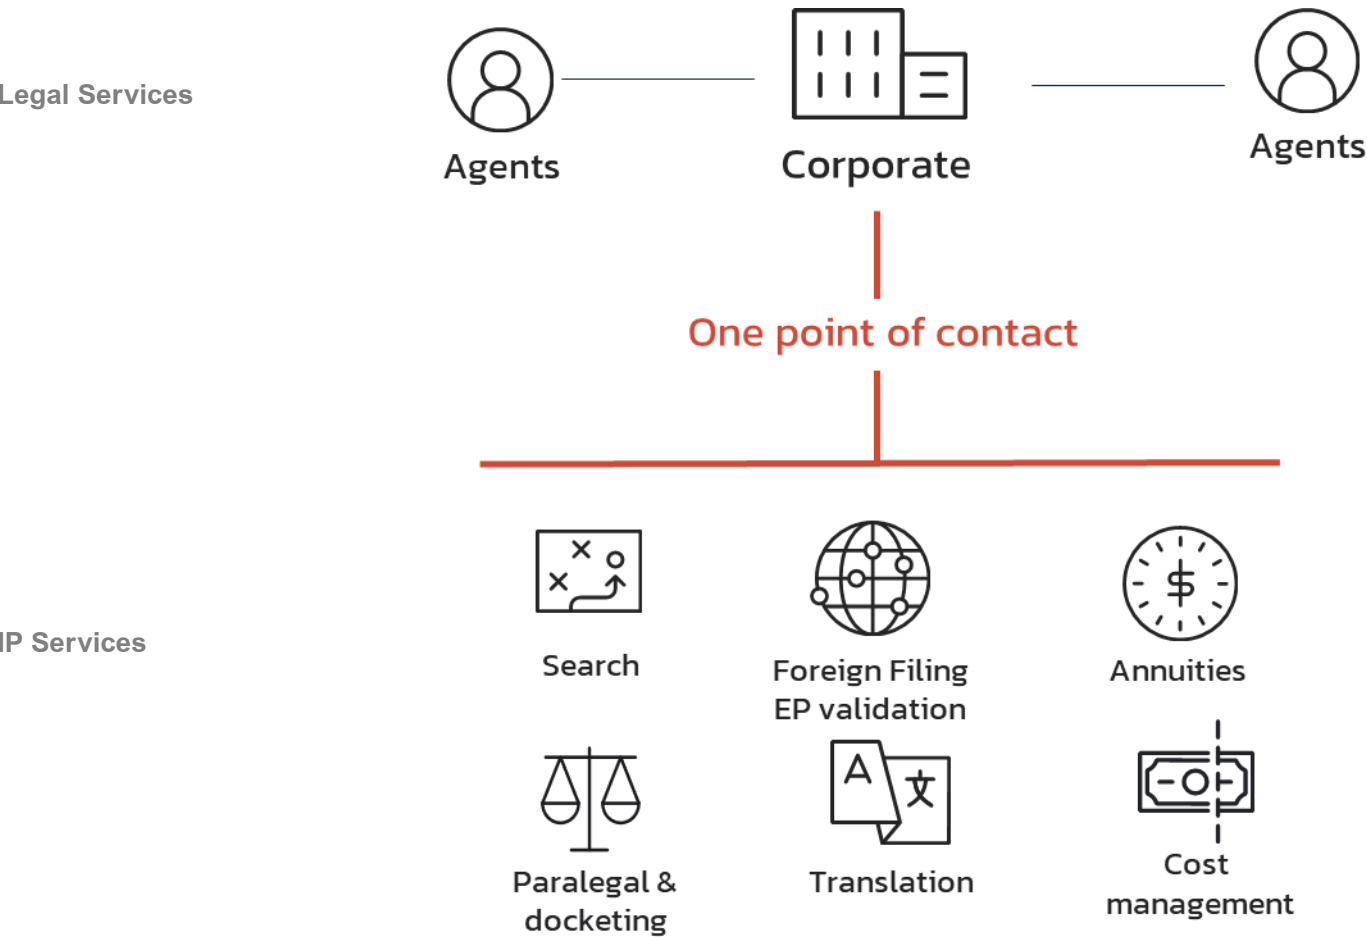 Legal Services
Agents
Corporate
Agents
One point of contact
IP Services
Search
Foreign Filing
EP validation
Annuities
Paralegal &
docketing
Translation
Cost
management